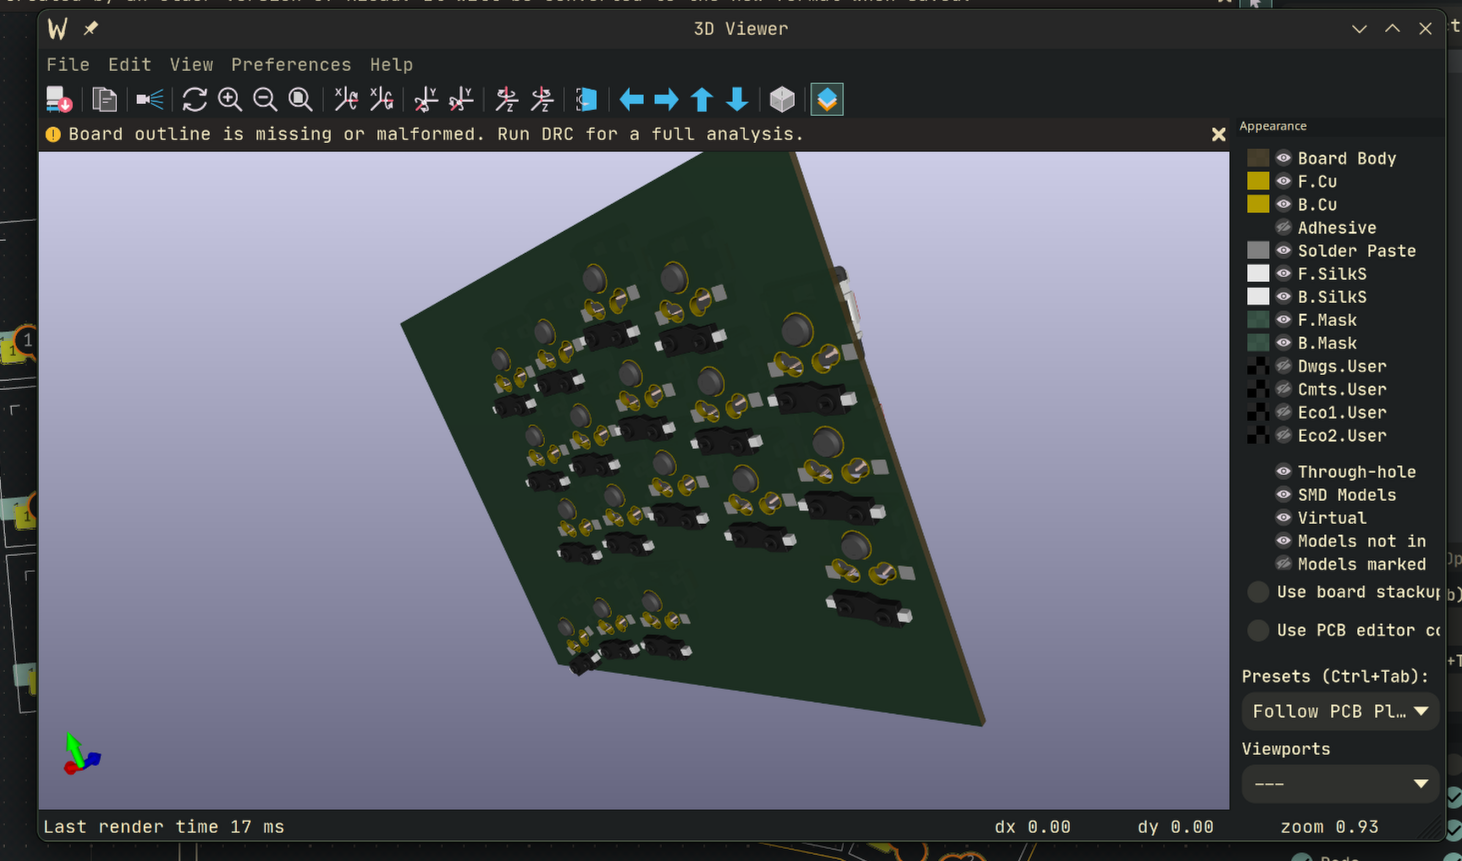 3D Viewer
File Edit View Preferences Help
Board outline is missing or malformed. Run DRC for a full analysis.
Appearance
Board Body
F.Cu
B.Cu
Adhesive
Solder Paste
F.SilkS
B.SilkS
F.Mask
B.Mask
Dwgs.User
Cmts.User
Eco1.User
Eco2.User
Through-hole
SMD Models
Virtual
Models not in
Models marked
Use board stackup
Use PCB editor co
Presets (Ctrl+Tab):
Follow PCB Pl...
Viewports
---
Last render time 17 ms dx 0.00 dy 0.00 zoom 0.93